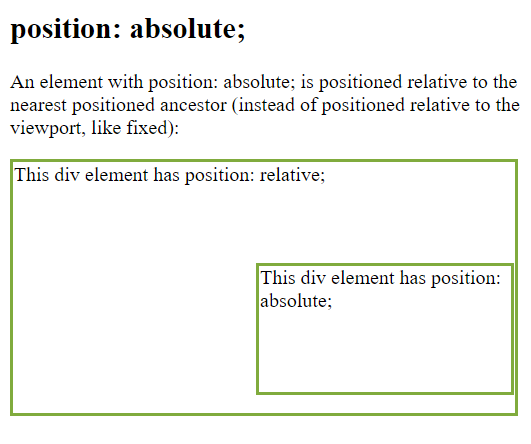 position: absolute;
An element with position: absolute; is positioned relative to the
nearest positioned ancestor (instead of positioned relative to the
viewport, like fixed):
This div element has position: relative;
This div element has position:
absolute;